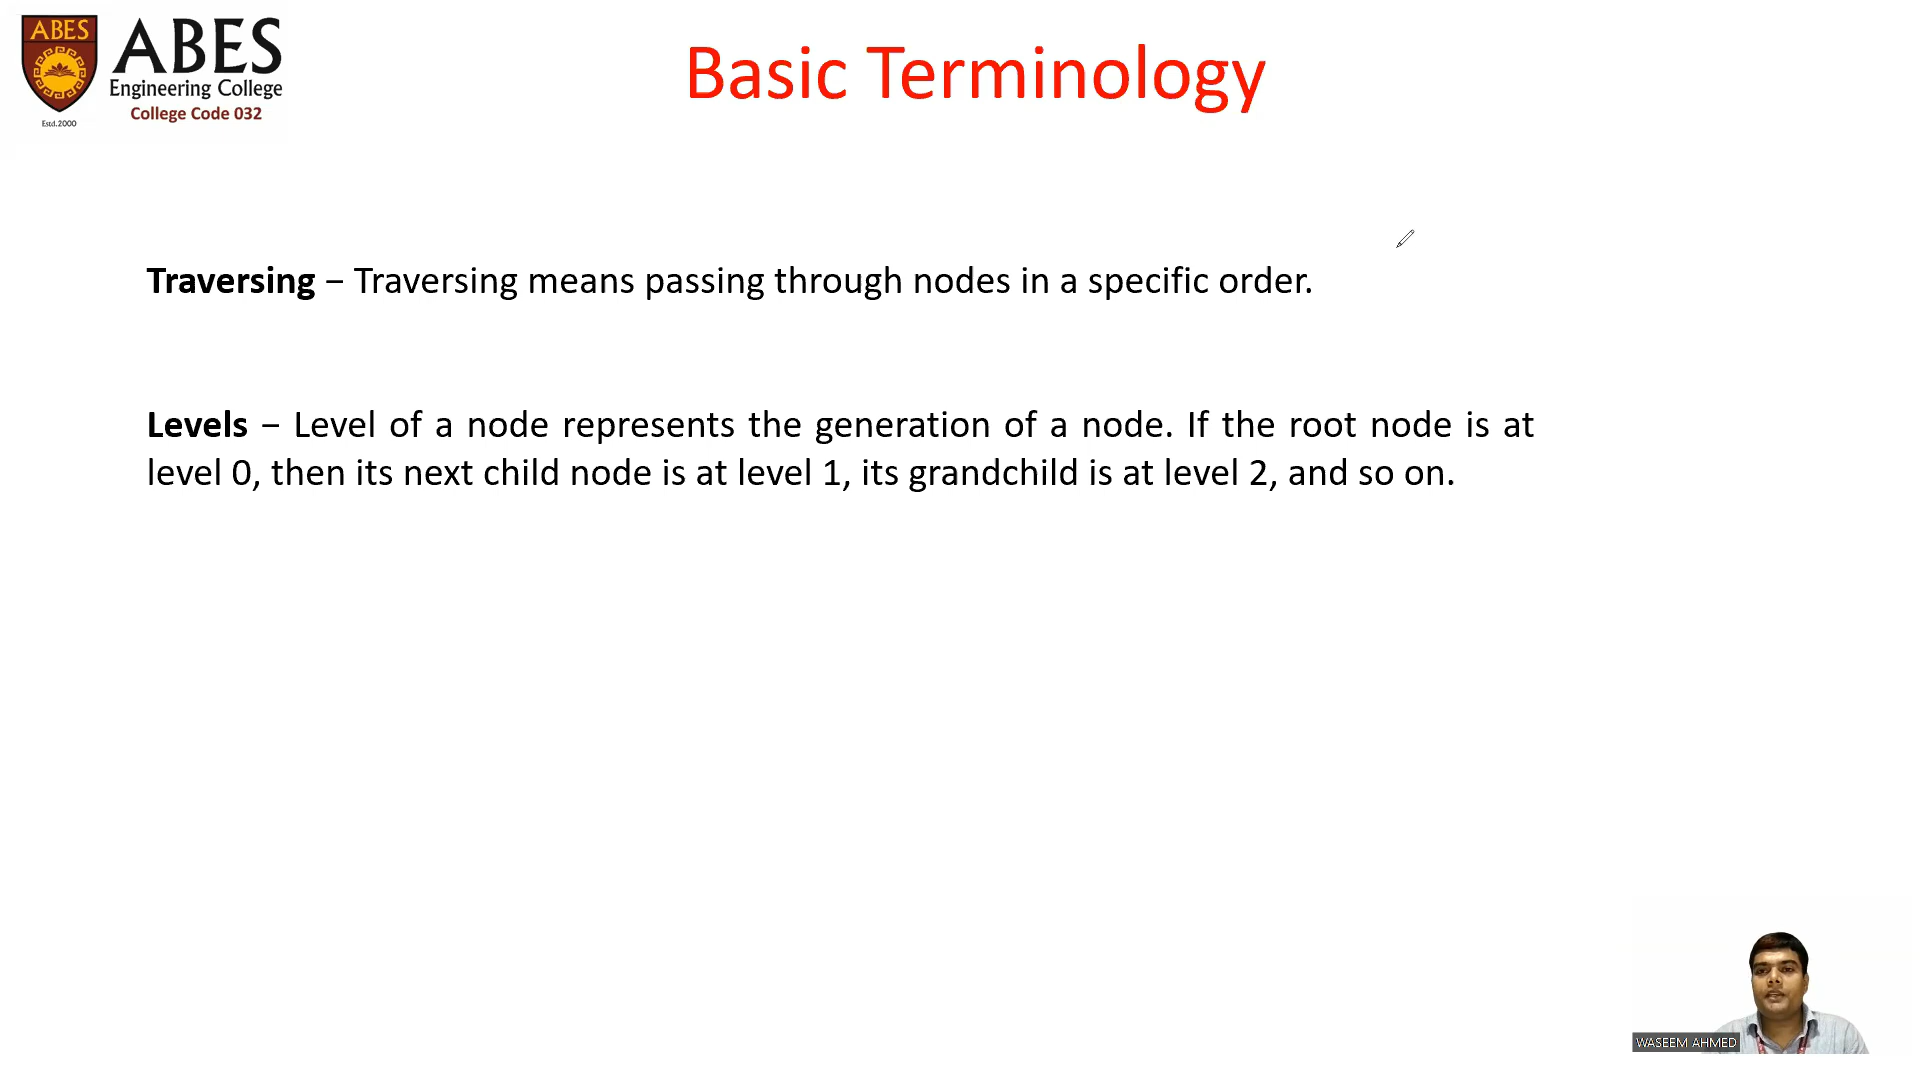 ABES
ABES
Engineering College
College Code 032
Estd.2000
Basic Terminology
Traversing − Traversing means passing through nodes in a specific order.
Levels − Level of a node represents the generation of a node. If the root node is at
level 0, then its next child node is at level 1, its grandchild is at level 2, and so on.
WASEEM AHMED